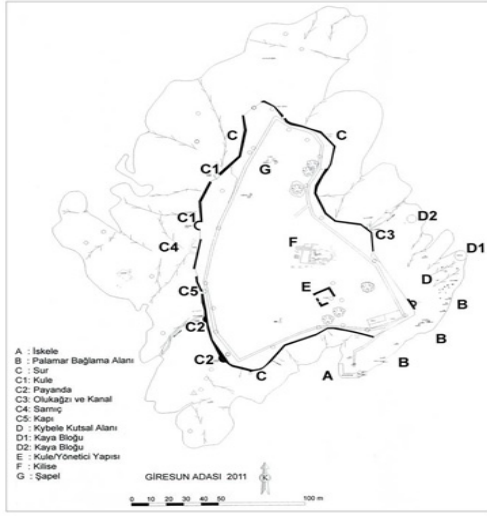 C
C
C1
G
C1
D2
C4
F
C3
D1
D
C5
E
B
C2
B
C2
C
A
B
A : İskele
B : Palamar Bağlama Alanı
C : Sur
C1: Kule
C2: Payanda
C3: Olukağzı ve Kanal
C4: Sarnıç
C5: Kapı
D : Kybele Kutsal Alanı
D1: Kaya Bloğu
D2: Kaya Bloğu
E : Kule/Yönetici Yapısı
F : Kilise
G : Şapel
GİRESUN ADASI 2011
0 10 20 30 40 50 100 m